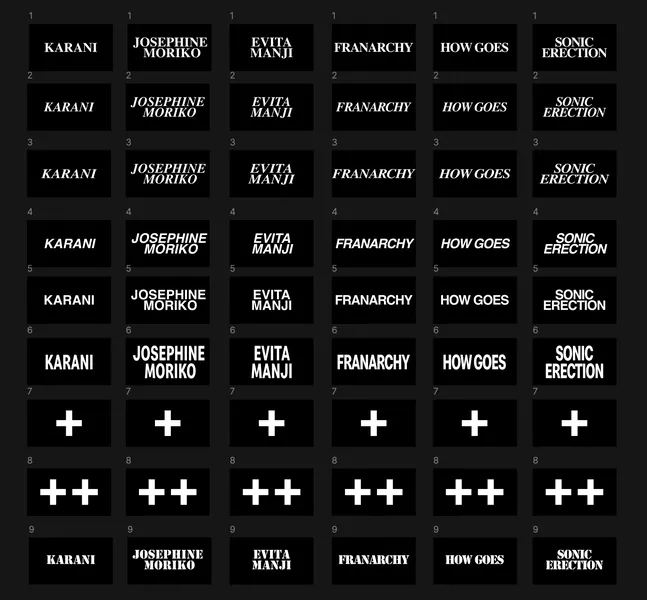 1 1 1 1 1 1
KARANI JOSEPHINE MORIKO EVITA MANJI FRANARCHY HOW GOES SONIC ERECTION
2 2 2 2 2 2
KARANI JOSEPHINE MORIKO EVITA MANJI FRANARCHY HOW GOES SONIC ERECTION
3 3 3 3 3 3
KARANI JOSEPHINE MORIKO EVITA MANJI FRANARCHY HOW GOES SONIC ERECTION
4 4 4 4 4 4
KARANI JOSEPHINE MORIKO EVITA MANJI FRANARCHY HOW GOES SONIC ERECTION
5 5 5 5 5 5
KARANI JOSEPHINE MORIKO EVITA MANJI FRANARCHY HOW GOES SONIC ERECTION
6 6 6 6 6 6
KARANI JOSEPHINE MORIKO EVITA MANJI FRANARCHY HOW GOES SONIC ERECTION
7 7 7 7 7 7
+ + + + + +
8 8 8 8 8 8
++ ++ ++ ++ ++ ++
9 9 9 9 9 9
KARANI JOSEPHINE MORIKO EVITA MANJI FRANARCHY HOW GOES SONIC ERECTION